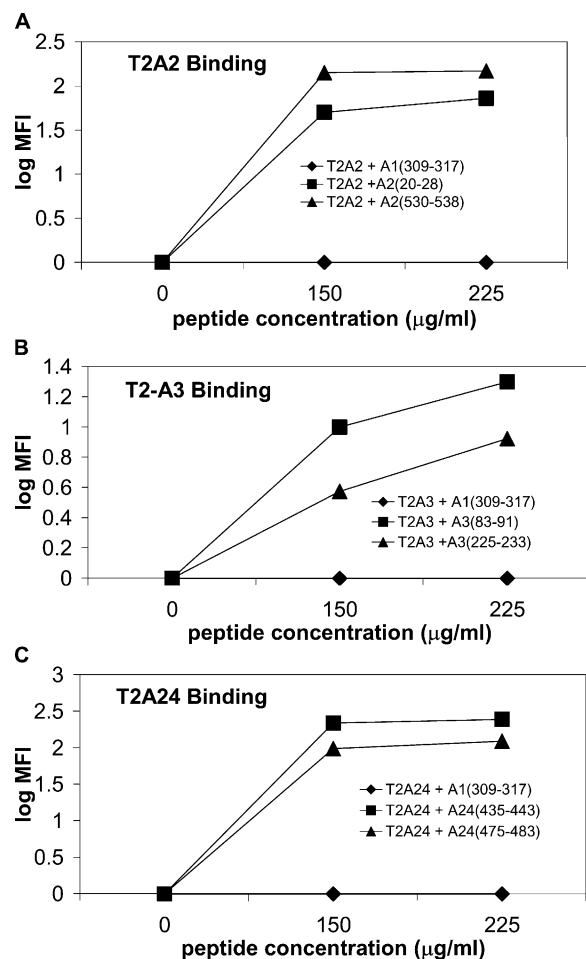 A
T2A2 Binding
2.5
2
1.5
1
0.5
0
log MFI
T2A2 + A1(309-317)
T2A2 +A2(20-28)
T2A2 + A2(530-538)
0 150 225
peptide concentration (μg/ml)
B
T2-A3 Binding
1.4
1.2
1
0.8
0.6
0.4
0.2
0
log MFI
T2A3 + A1(309-317)
T2A3 + A3(83-91)
T2A3 +A3(225-233)
0 150 225
peptide concentration (μg/ml)
C
T2A24 Binding
3
2.5
2
1.5
1
0.5
0
log MFI
T2A24 + A1(309-317)
T2A24 + A24(435-443)
T2A24 + A24(475-483)
0 150 225
peptide concentration (μg/ml)